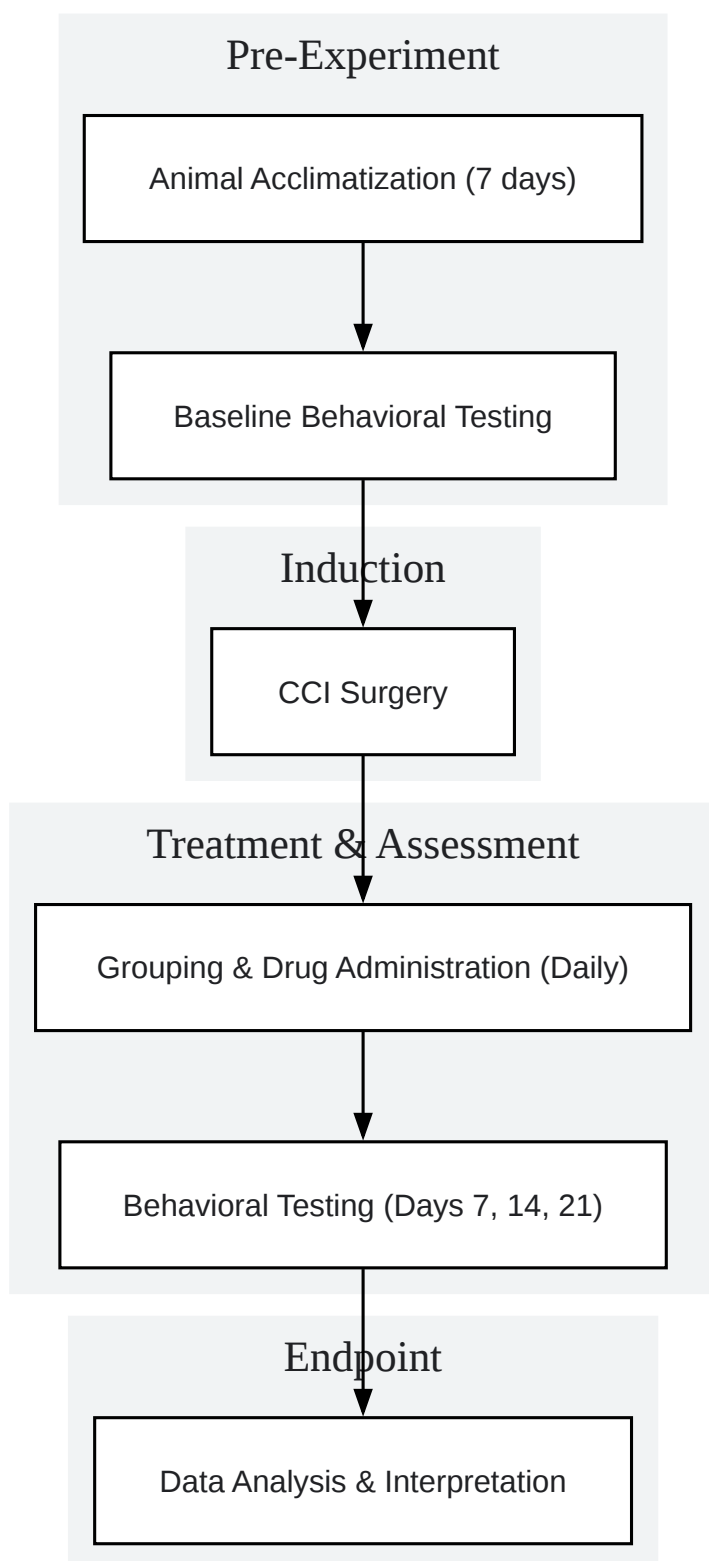 Pre-Experiment
Animal Acclimatization (7 days)
Baseline Behavioral Testing
Induction
CCI Surgery
Treatment & Assessment
Grouping & Drug Administration (Daily)
Behavioral Testing (Days 7, 14, 21)
Endpoint
Data Analysis & Interpretation